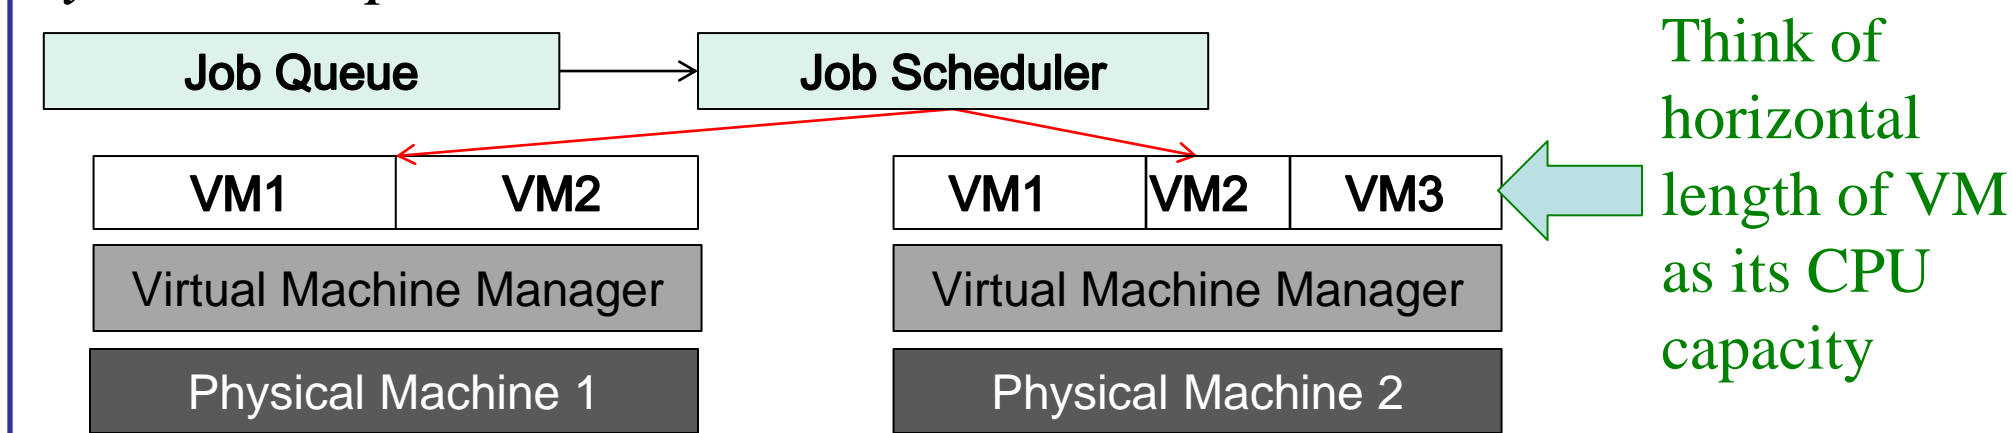 Job Queue
Job Scheduler
VM1
VM2
VM1
VM2
VM3
Virtual Machine Manager
Virtual Machine Manager
Physical Machine 1
Physical Machine 2
Think of
horizontal
length of VM
as its CPU
capacity